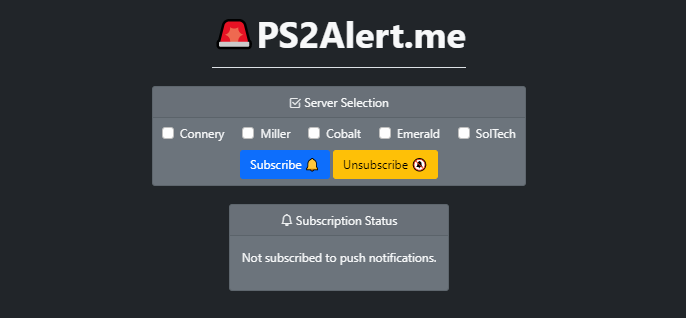 PS2Alert.me
Server Selection
Connery Miller Cobalt Emerald SolTech
Subscribe Unsubscribe
Subscription Status
Not subscribed to push notifications.